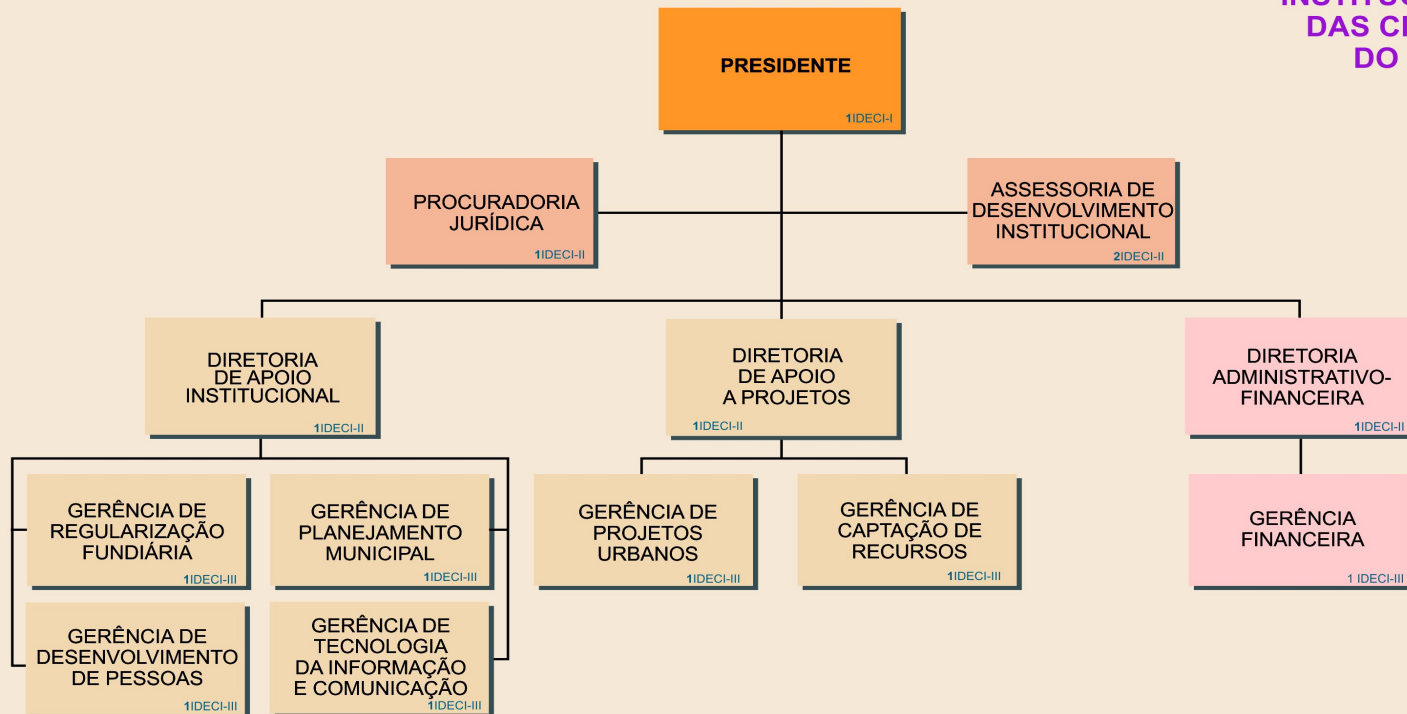 DAS
DO
PRESIDENTE
1IDECI-I
PROCURADORIA
JURÍDICA
1IDECI-II
ASSESSORIA DE
DESENVOLVIMENTO
INSTITUCIONAL
2IDECI-II
DIRETORIA
DE APOIO
INSTITUCIONAL
1IDECI-II
DIRETORIA
DE APOIO
A PROJETOS
1IDECI-II
DIRETORIA
ADMINISTRATIVO-
FINANCEIRA
1IDECI-II
GERÊNCIA DE
REGULARIZAÇÃO
FUNDIÁRIA
1IDECI-III
GERÊNCIA DE
PLANEJAMENTO
MUNICIPAL
1IDECI-III
GERÊNCIA DE
PROJETOS
URBANOS
1IDECI-III
GERÊNCIA DE
CAPTAÇÃO DE
RECURSOS
1IDECI-III
GERÊNCIA
FINANCEIRA
1 IDECI-III
GERÊNCIA DE
DESENVOLVIMENTO
DE PESSOAS
1IDECI-III
GERÊNCIA DE
TECNOLOGIA
DA INFORMAÇÃO
E COMUNICAÇÃO
1IDECI-III